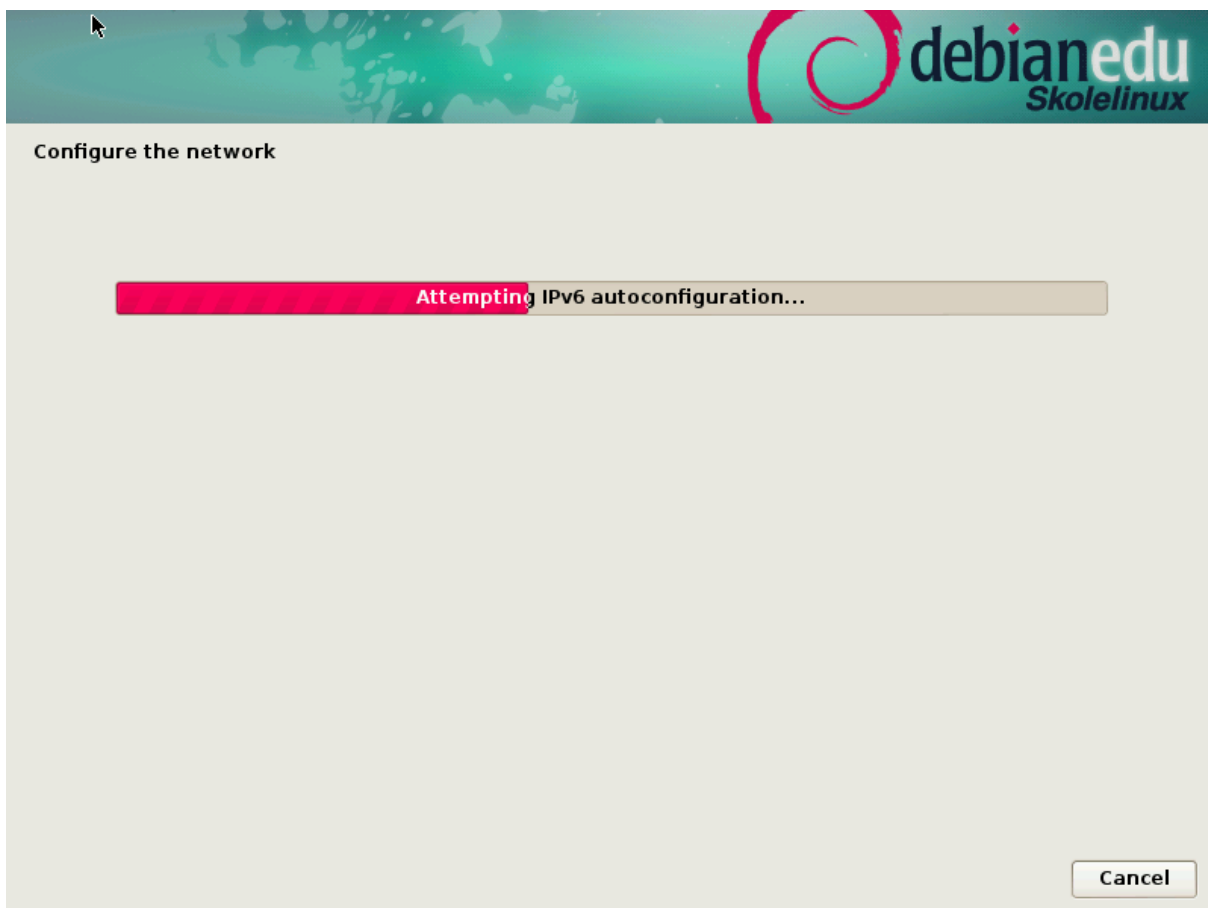 debianedu
Skolelinux
Configure the network
Attempting IPv6 autoconfiguration...
Cancel